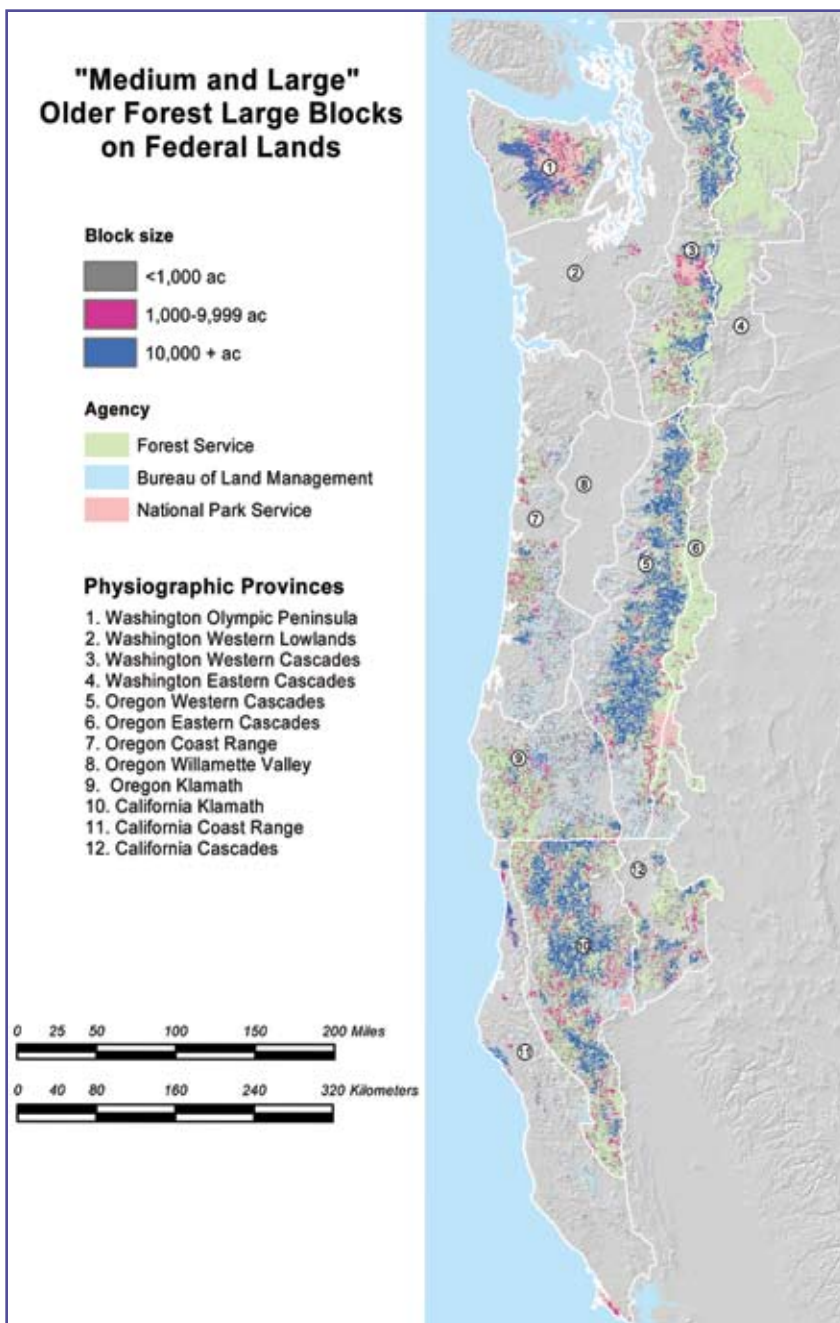 "Medium and Large"
Older Forest Large Blocks
on Federal Lands
Block size
<1,000 ac
1,000-9,999 ac
10,000 + ac
Agency
Forest Service
Bureau of Land Management
National Park Service
Physiographic Provinces
1. Washington Olympic Peninsula
2. Washington Western Lowlands
3. Washington Western Cascades
4. Washington Eastern Cascades
5. Oregon Western Cascades
6. Oregon Eastern Cascades
7. Oregon Coast Range
8. Oregon Willamette Valley
9. Oregon Klamath
10. California Klamath
11. California Coast Range
12. California Cascades
0 25 50 100 150 200 Miles
0 40 80 160 240 320 Kilometers
1
2
3
4
5
6
7
8
9
10
11
12